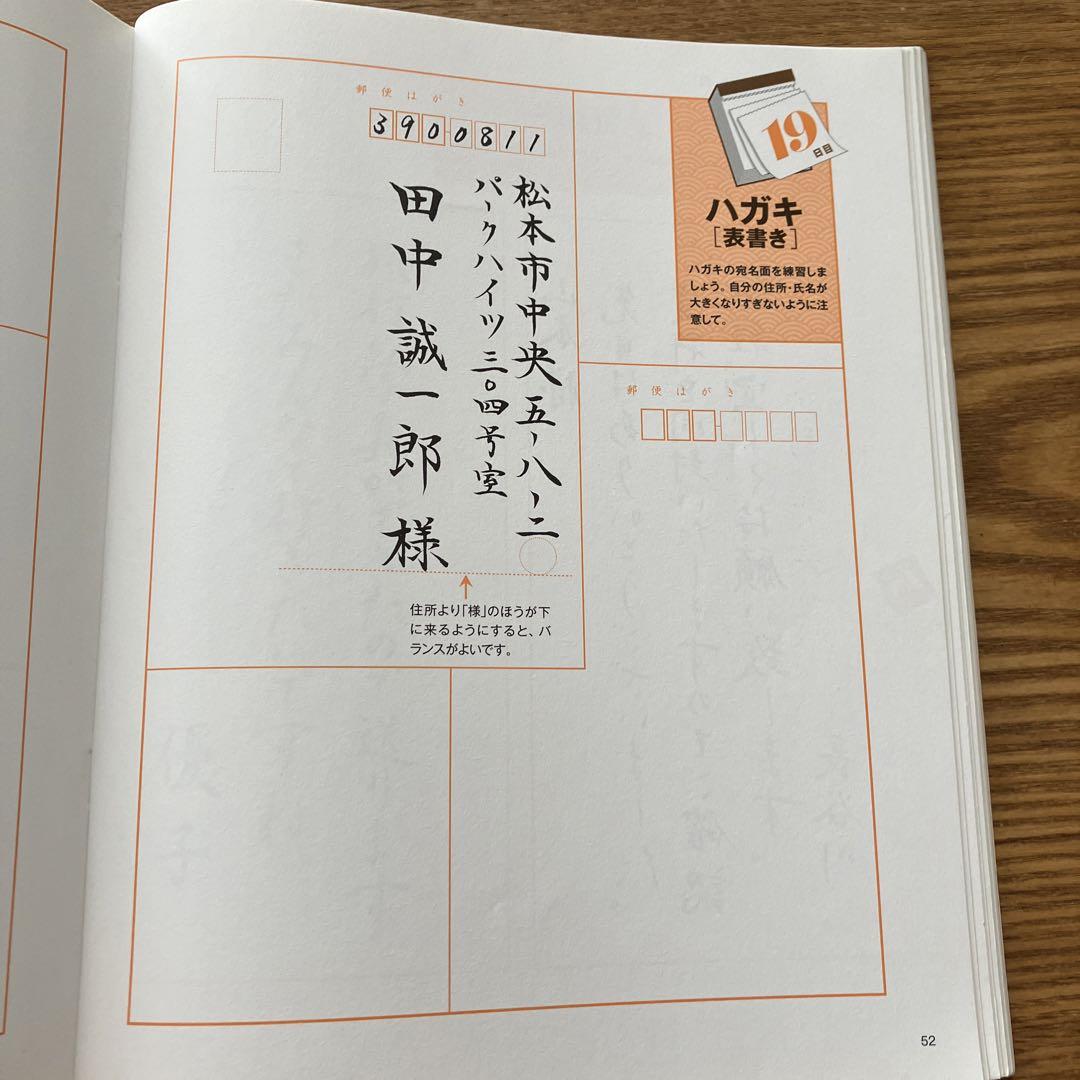 19
日目
ハガキ
[表書き]
ハガキの宛名面を練習しま
しょう。自分の住所・氏名が
大きくなりすぎないように注
意して。
郵便はがき
3900811
松本市中央五ー八ー二
パークハイツ三〇四号室
田中誠一郎様
住所より「様」のほうが下
に来るようにすると、バ
ランスがよいです。
郵便はがき
52